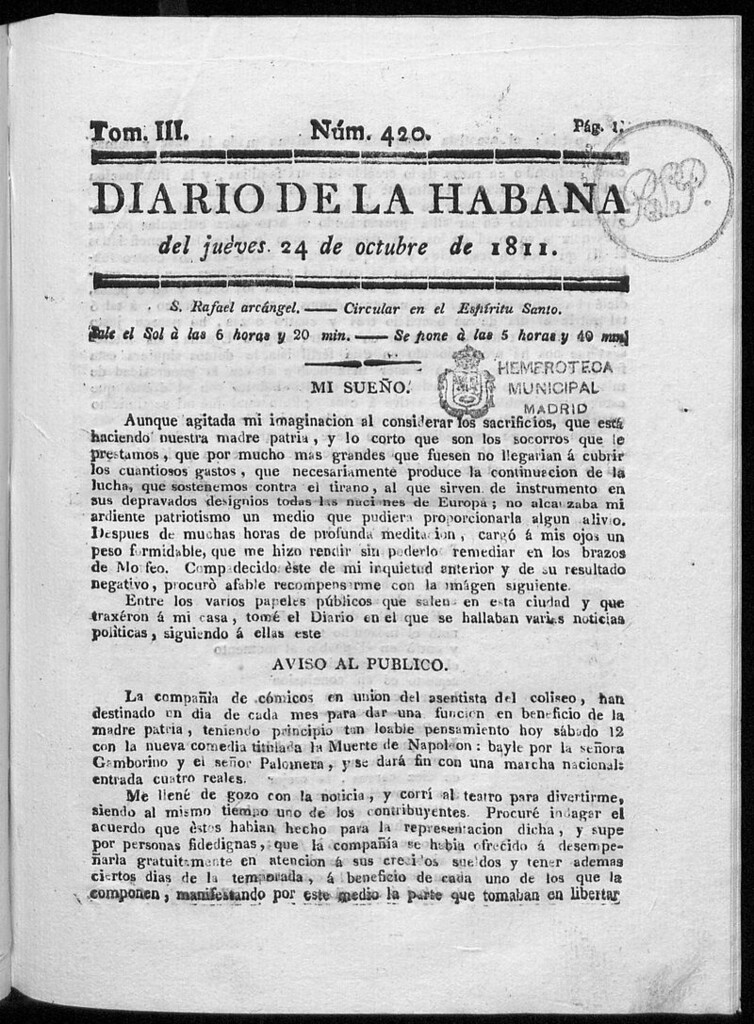 Tom. III. Núm. 420. Pág. 1.
DIARIO DE LA HABANA
del juéves 24 de octubre de 1811.
S. Rafael arcángel. —— Circular en el Espíritu Santo.
Sale el Sol á las 6 horas y 20 min. —— Se pone á las 5 horas y 40 min
HEMEROTECA
MUNICIPAL
MADRID
MI SUEÑO.
Aunque agitada mi imaginacion al considerar los sacrificios, que está
haciendo nuestra madre patria, y lo corto que son los socorros que le
prestamos, que por mucho mas grandes que fuesen no llegarian á cubrir
los cuantiosos gastos, que necesariamente produce la continuacion de la
lucha, que sostenemos contra el tirano, al que sirven de instrumento en
sus depravados designios todas las naciones de Europa; no alcanzaba mi
ardiente patriotismo un medio que pudiera proporcionarla algun alivio.
Despues de muchas horas de profunda meditacion, cargó á mis ojos un
peso formidable, que me hizo rendir sin poderlo remediar en los brazos
de Morfeo. Compadecido éste de mi inquietud anterior y de su resultado
negativo, procurò afable recompensarme con la imágen siguiente.
Entre los varios papeles públicos que salen en esta ciudad y que
traxéron á mi casa, tomé el Diario en el que se hallaban varias noticias
políticas, siguiendo á ellas este
AVISO AL PUBLICO.
La compañia de cómicos en union del asentista del coliseo, han
destinado un dia de cada mes para dar una funcion en beneficio de la
madre patria, teniendo principio tan loable pensamiento hoy sábado 12
con la nueva comedia titulada la Muerte de Napoleon: bayle por la señora
Gamborino y el señor Palomera, y se dará fin con una marcha nacional:
entrada cuatro reales.
Me llené de gozo con la noticia, y corrí al teatro para divertirme,
siendo al mismo tiempo uno de los contribuyentes. Procuré indagar el
acuerdo que éstos habian hecho para la representacion dicha, y supe
por personas fidedignas, que la compañía se habia ofrecido á desempe-
ñarla gratuitamente en atencion á sus crecidos sueldos y tener ademas
ciertos dias de la temporada, á beneficio de cada uno de los que la
componen, manifestando por este medio la parte que tomaban en libertar